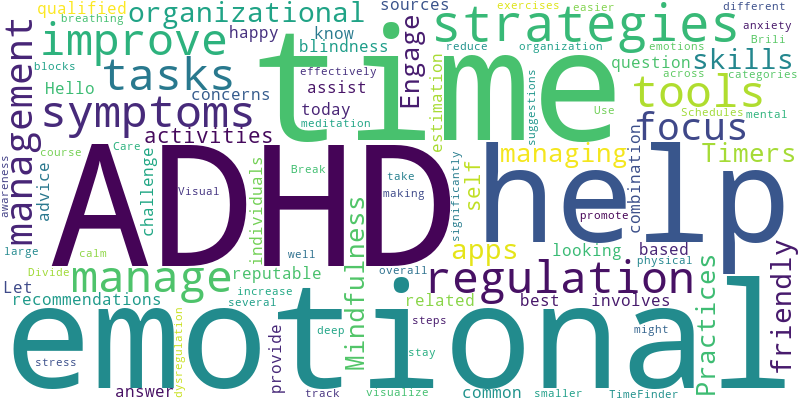 qualified
organizational
sources
exercises
easier
different
breathing
happy
know
Engage
strategies
anxiety
improve
blindness
reduce
organization
emotions
Brili
management
blocks
tasks
concerns
effectively
time
question
skills
Hello
assist
estimation
across
categories
symptoms
today
suggestions
tools
Use
Schedules
mental
activities
meditation
focus
awareness
course
Care
ADHD
individuals
Break
take
significantly
self
managing
help
combination
Timers
advice
challenge
Visual
making
promote
large
calm
well
Mindfulness
apps
looking
based
friendly
Divide
manage
reputable
overall
regulation
physical
Let
recommendations
increase
several
related
best
involves
Practices
emotional
dysregulation
provide
deep
steps
might
stress
stay
answer
track
visualize
common
smaller
TimeFinder